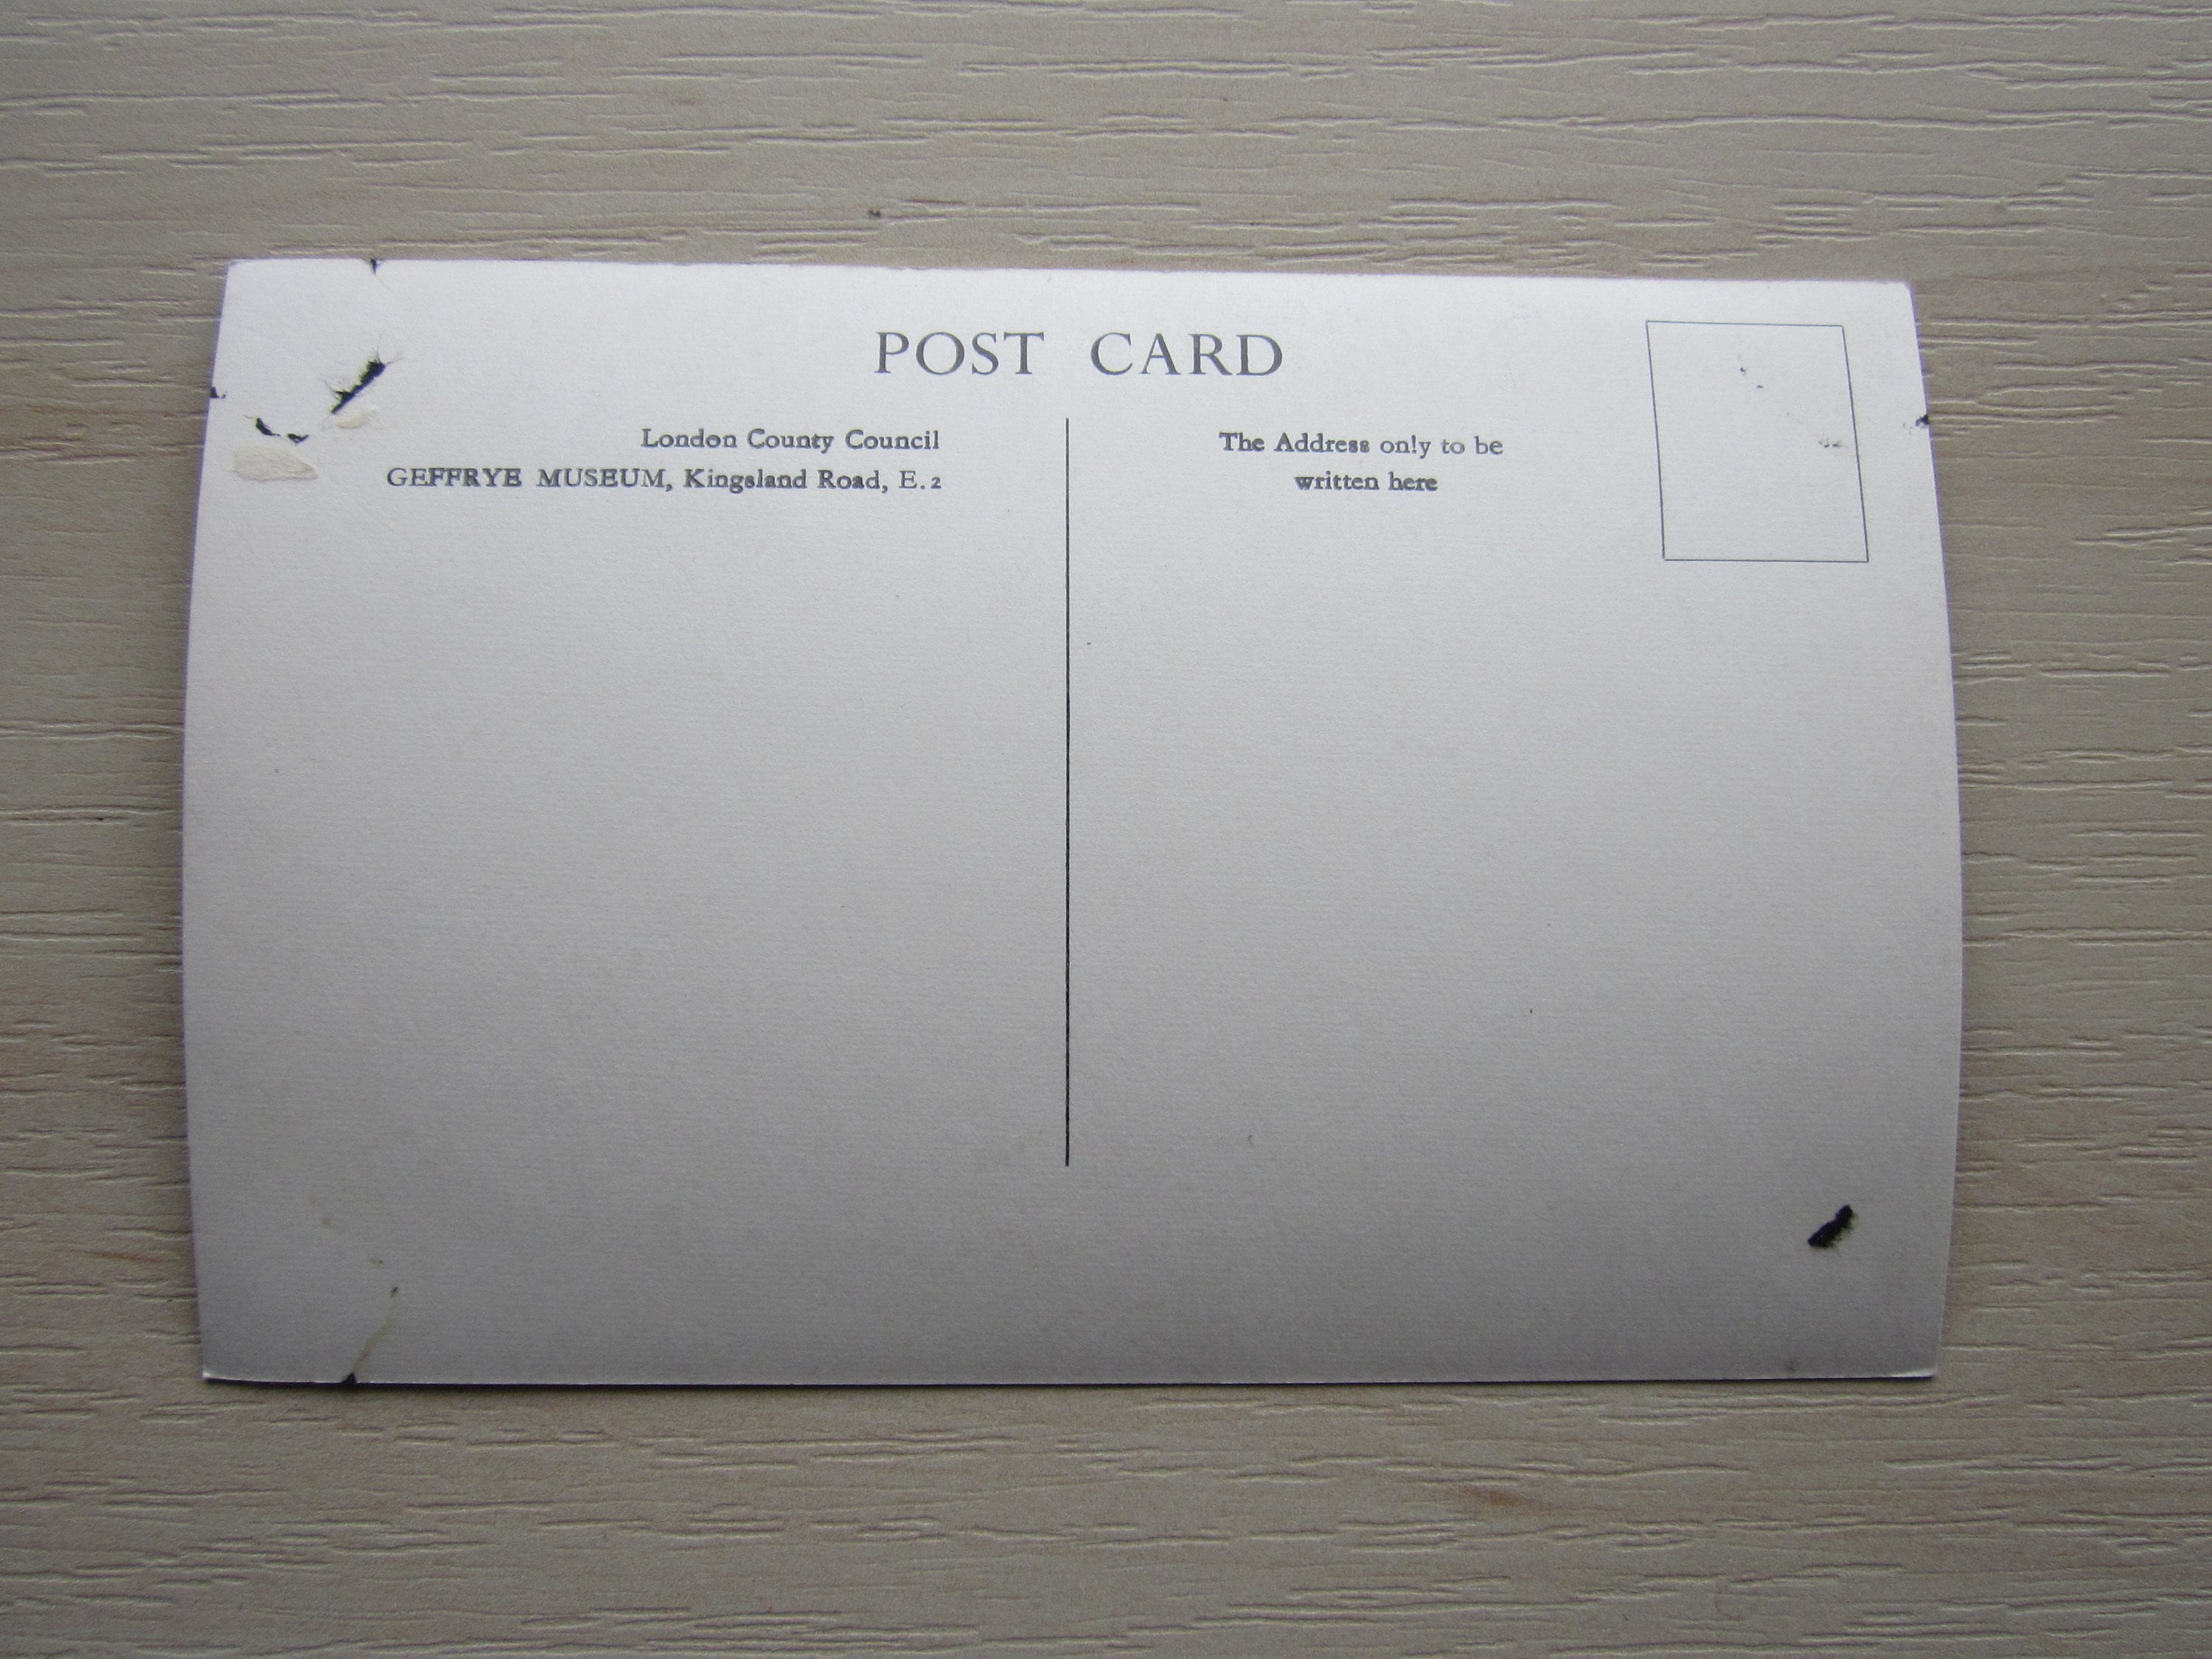 POST CARD
London County Council
GEFFRYE MUSEUM, Kingsland Road, E.2
The Address only to be
written here